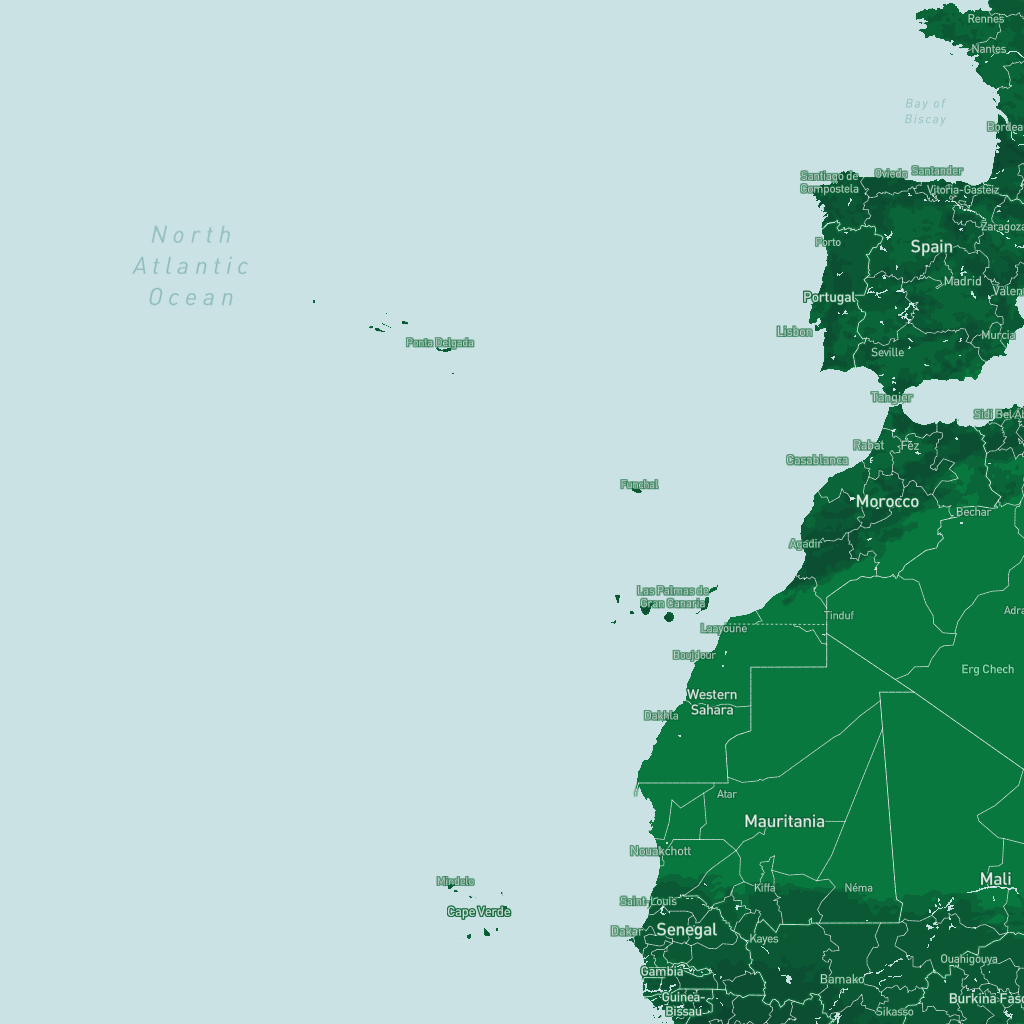 Rennes
Nantes
Bay of
Biscay
Bordea
Santiago de
Compostela
Oviedo
Santander
Vitoria-Gasteiz
Zaragoza
Porto
Spain
North
Atlantic
Ocean
Madrid
Valen
Portugal
Lisbon
Murcia
Ponta Delgada
Seville
Tangier
Sidi Bel Ab
Rabat
Fez
Casablanca
Funchal
Morocco
Bechar
Agadir
Las Palmas de
Gran Canaria
Adra
Tinduf
Laayoune
Boujdour
Erg Chech
Western
Sahara
Dakhla
Atar
Mauritania
Nouakchott
Mindelo
Kiffa
Néma
Mali
Saint-Louis
Cape Verde
Dakar
Senegal
Kayes
Ouahigouya
Gambia
Bamako
Guinea
Bissau
Burkina Faso
Sikasso